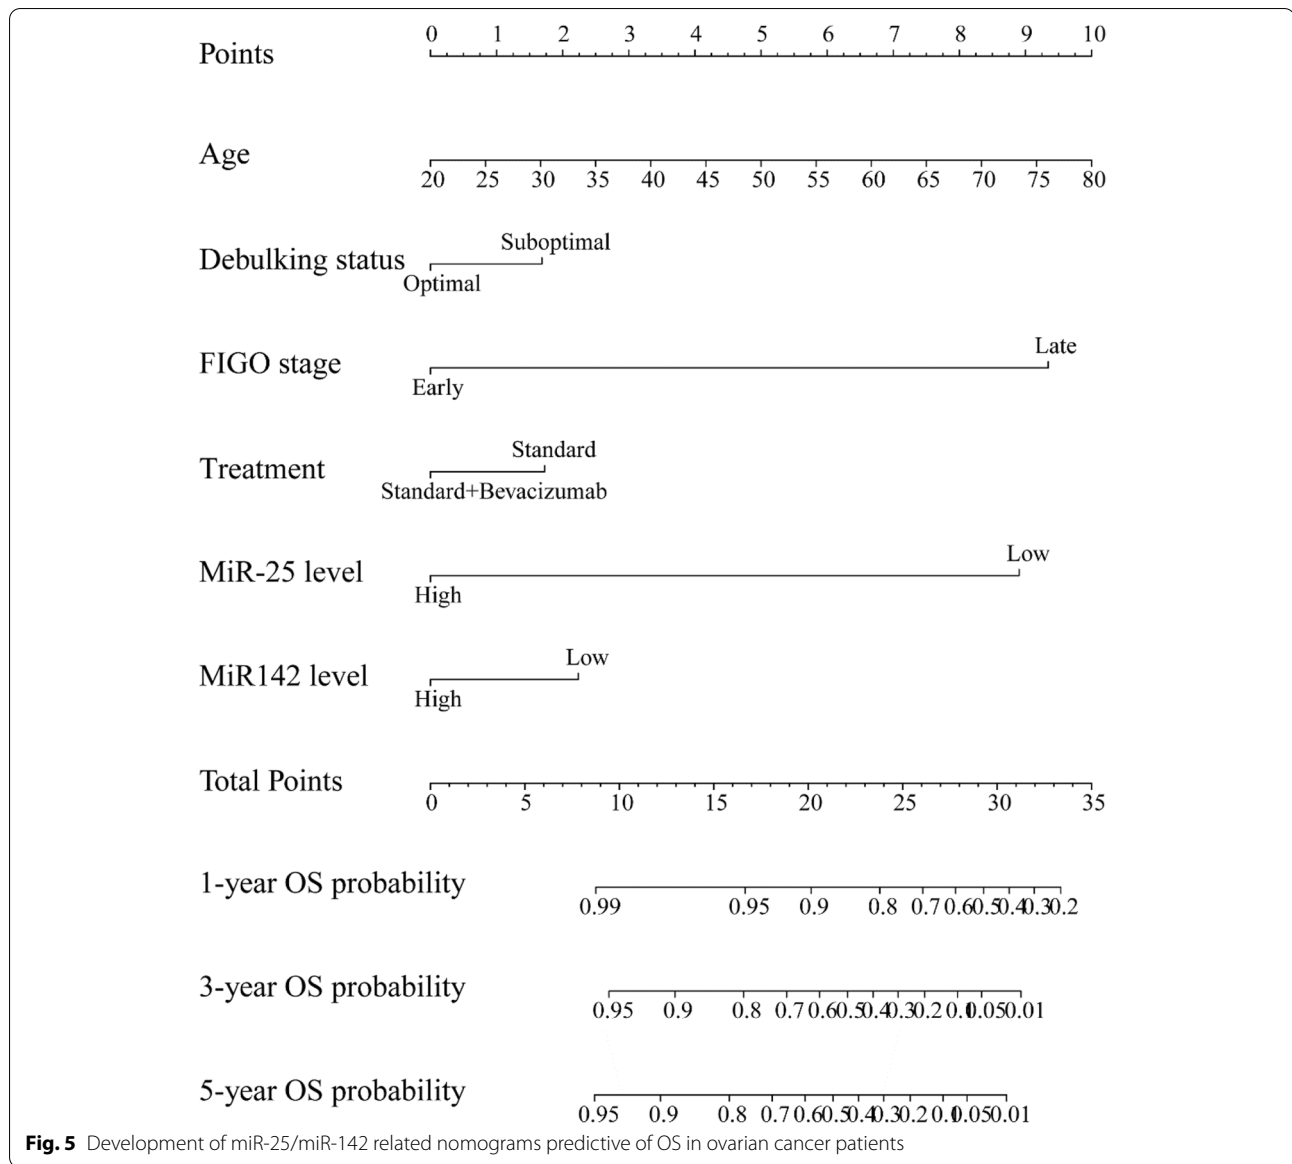 Points 0 1 2 3 4 5 6 7 8 9 10
Age
20 25 30 35 40 45 50 55 60 65 70 75 80
Suboptimal
Debulking status
Optimal
Late
FIGO stage
Early
Standard
Treatment
Standard+Bevacizumab
Low
MiR-25 level
High
Low
MiR142 level
High
Total Points
0 5 10 15 20 25 30 35
1-year OS probability
0.99 0.95 0.9 0.8 0.7 0.6 0.5 0.4 0.3 0.2
3-year OS probability
0.95 0.9 0.8 0.7 0.6 0.5 0.4 0.3 0.2 0.1 0.05 0.01
5-year OS probability
0.95 0.9 0.8 0.7 0.6 0.5 0.4 0.3 0.2 0.1 0.05 0.01
Fig. 5 Development of miR-25/miR-142 related nomograms predictive of OS in ovarian cancer patients